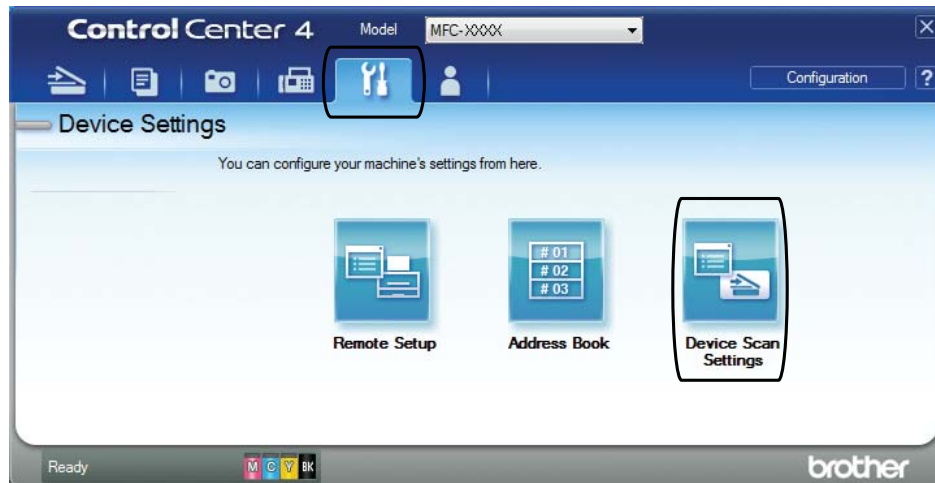 Control Center 4 Model MFC-XXXX X
Configuration ?
Device Settings
You can configure your machine's settings from here.
# 01
# 02
# 03
Remote Setup Address Book Device Scan
Settings
Ready M C Y BK brother